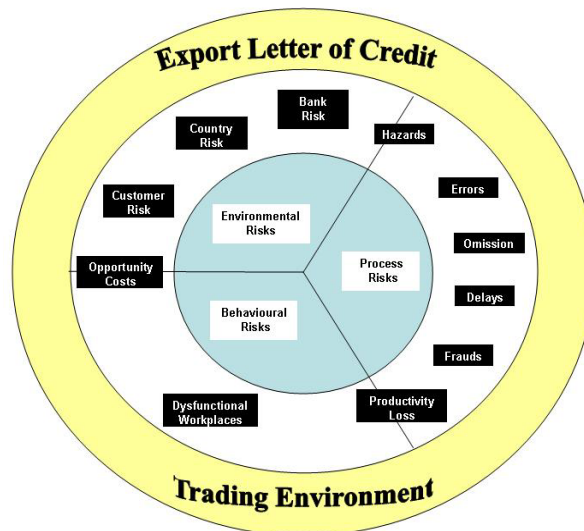 Export Letter of Credit
Bank
Risk
Country
Risk
Hazards
Customer
Risk
Errors
Environmental
Risks
Omission
Process
Risks
Opportunity
Costs
Delays
Behavioural
Risks
Frauds
Dysfunctional
Workplaces
Productivity
Loss
Trading Environment